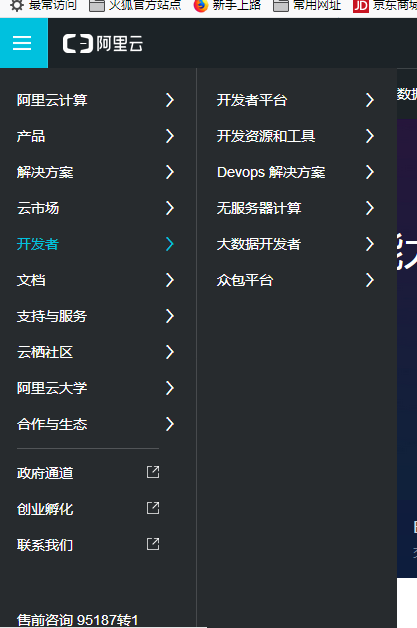 最常访问 火狐官方站点 新手上路 常用网址 JD 京东商城
阿里云
阿里云计算
产品
解决方案
云市场
开发者
文档
支持与服务
云栖社区
阿里云大学
合作与生态
政府通道
创业孵化
联系我们
售前咨询 95187转1
开发者平台
开发资源和工具
Devops 解决方案
无服务器计算
大数据开发者
众包平台
数据